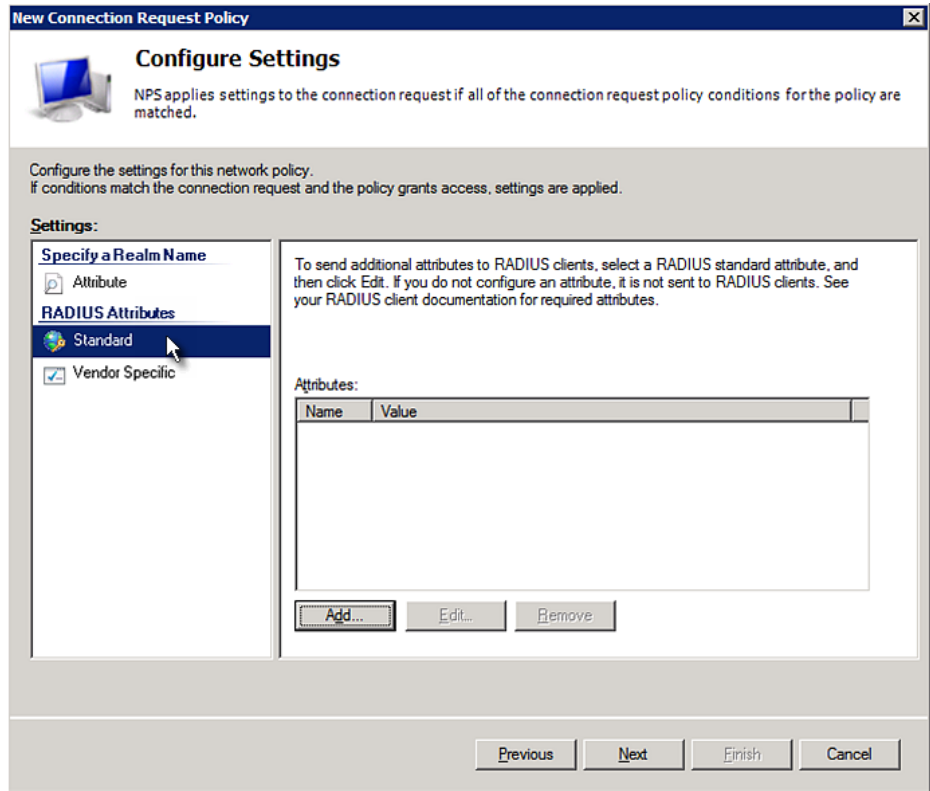 New Connection Request Policy
Configure Settings
NPS applies settings to the connection request if all of the connection request policy conditions for the policy are
matched.
Configure the settings for this network policy.
If conditions match the connection request and the policy grants access, settings are applied.
Settings:
Specify a Realm Name
Attribute
RADIUS Attributes
Standard
Vendor Specific
To send additional attributes to RADIUS clients, select a RADIUS standard attribute, and
then click Edit. If you do not configure an attribute, it is not sent to RADIUS clients. See
your RADIUS client documentation for required attributes.
Attributes:
Name Value
Add... Edit... Remove
Previous Next Finish Cancel